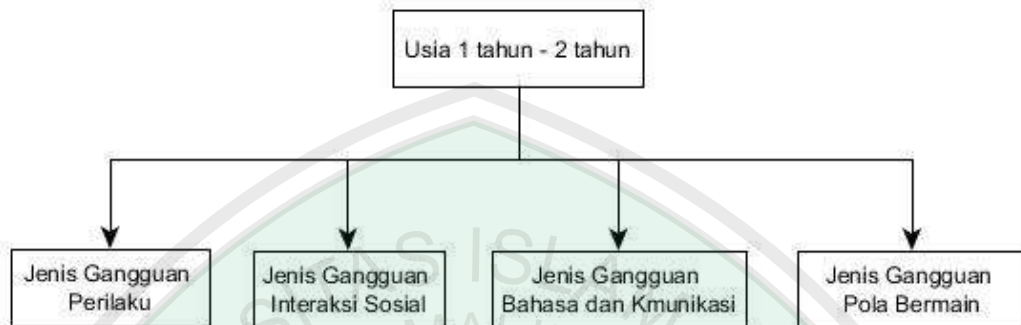 Usia 1 tahun - 2 tahun
Jenis Gangguan
Perilaku
Jenis Gangguan
Interaksi Sosial
Jenis Gangguan
Bahasa dan Kmunikasi
Jenis Gangguan
Pola Bermain